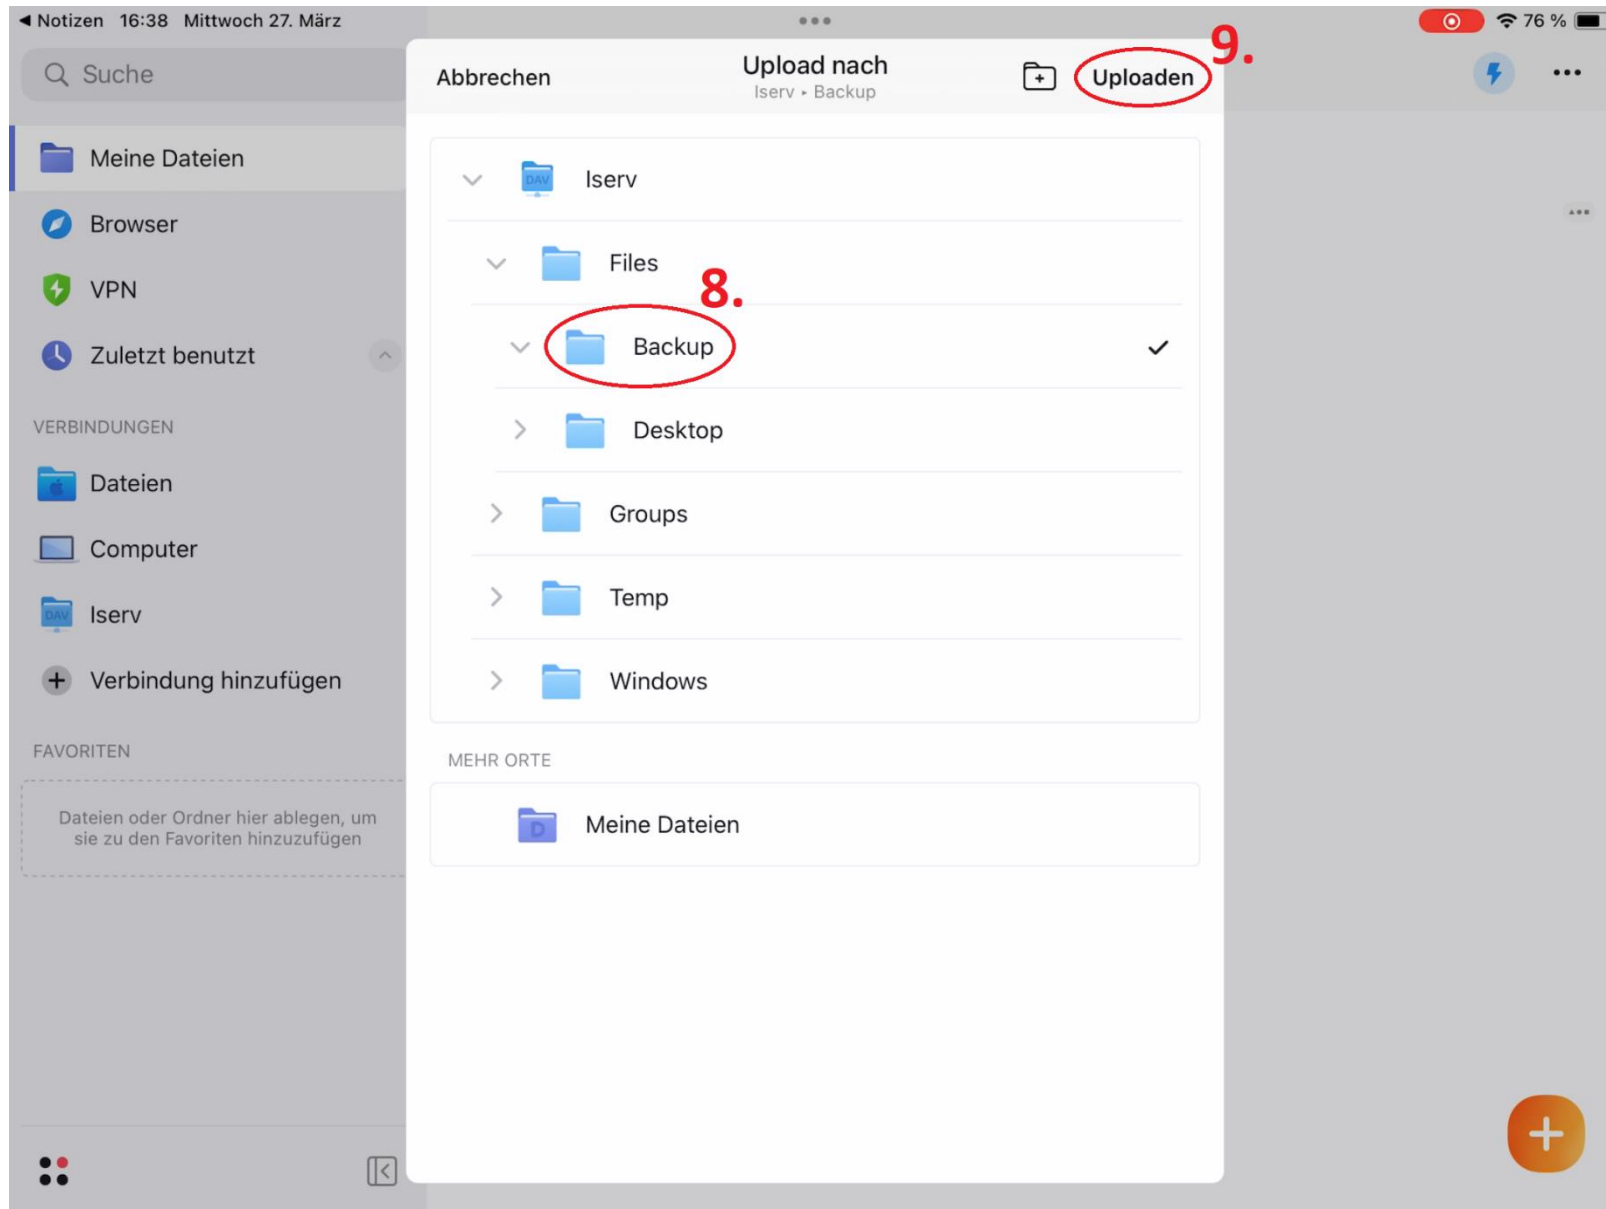 ◀ Notizen 16:38 Mittwoch 27. März
76 %
9.
Suche
Abbrechen
Upload nach
Iserv ▸ Backup
Uploaden
Meine Dateien
Browser
VPN
Zuletzt benutzt
VERBINDUNGEN
Dateien
Computer
DAV
Iserv
Verbindung hinzufügen
FAVORITEN
Dateien oder Ordner hier ablegen, um
sie zu den Favoriten hinzuzufügen
DAV
Iserv
Files
8.
Backup
Desktop
Groups
Temp
Windows
MEHR ORTE
D
Meine Dateien